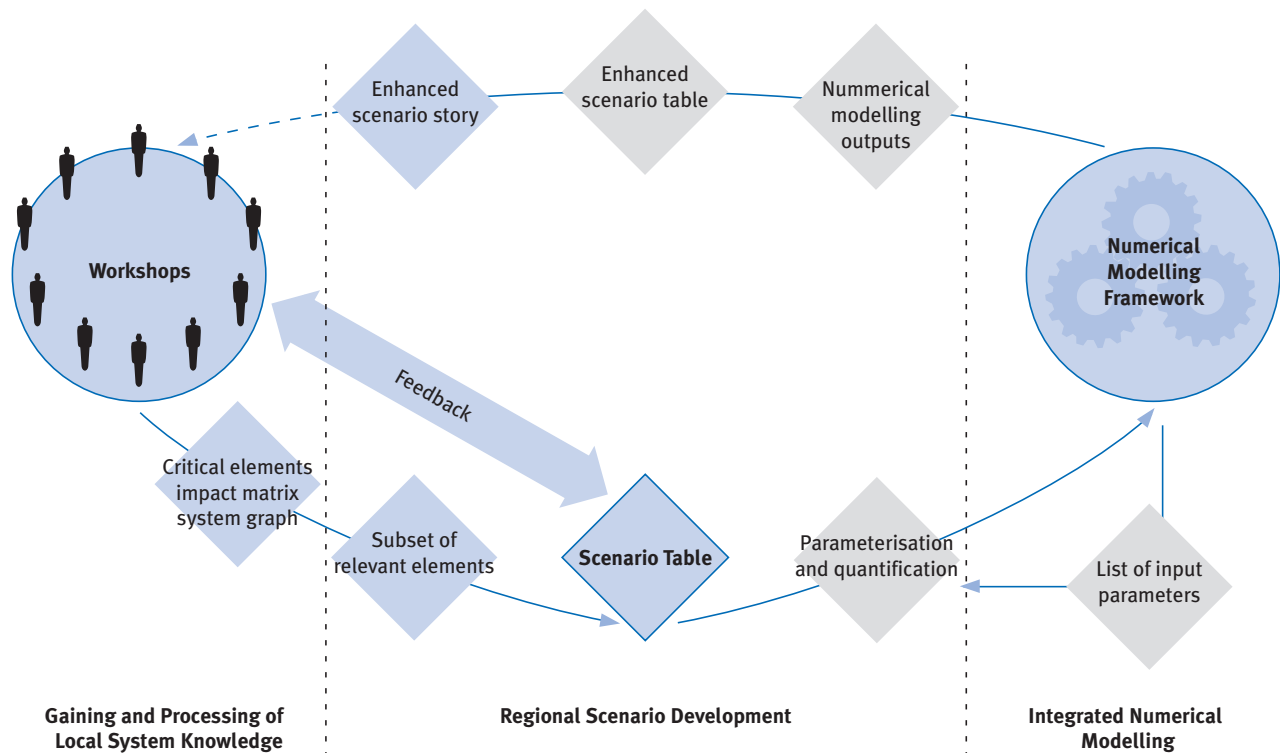 Enhanced
scenario story
Enhanced
scenario table
Nummerical
modelling
outputs
Workshops
Numerical
Modelling
Framework
Feedback
Critical elements
impact matrix
system graph
Subset of
relevant elements
Scenario Table
Parameterisation
and quantification
List of input
parameters
Gaining and Processing of
Local System Knowledge
Regional Scenario Development
Integrated Numerical
Modelling